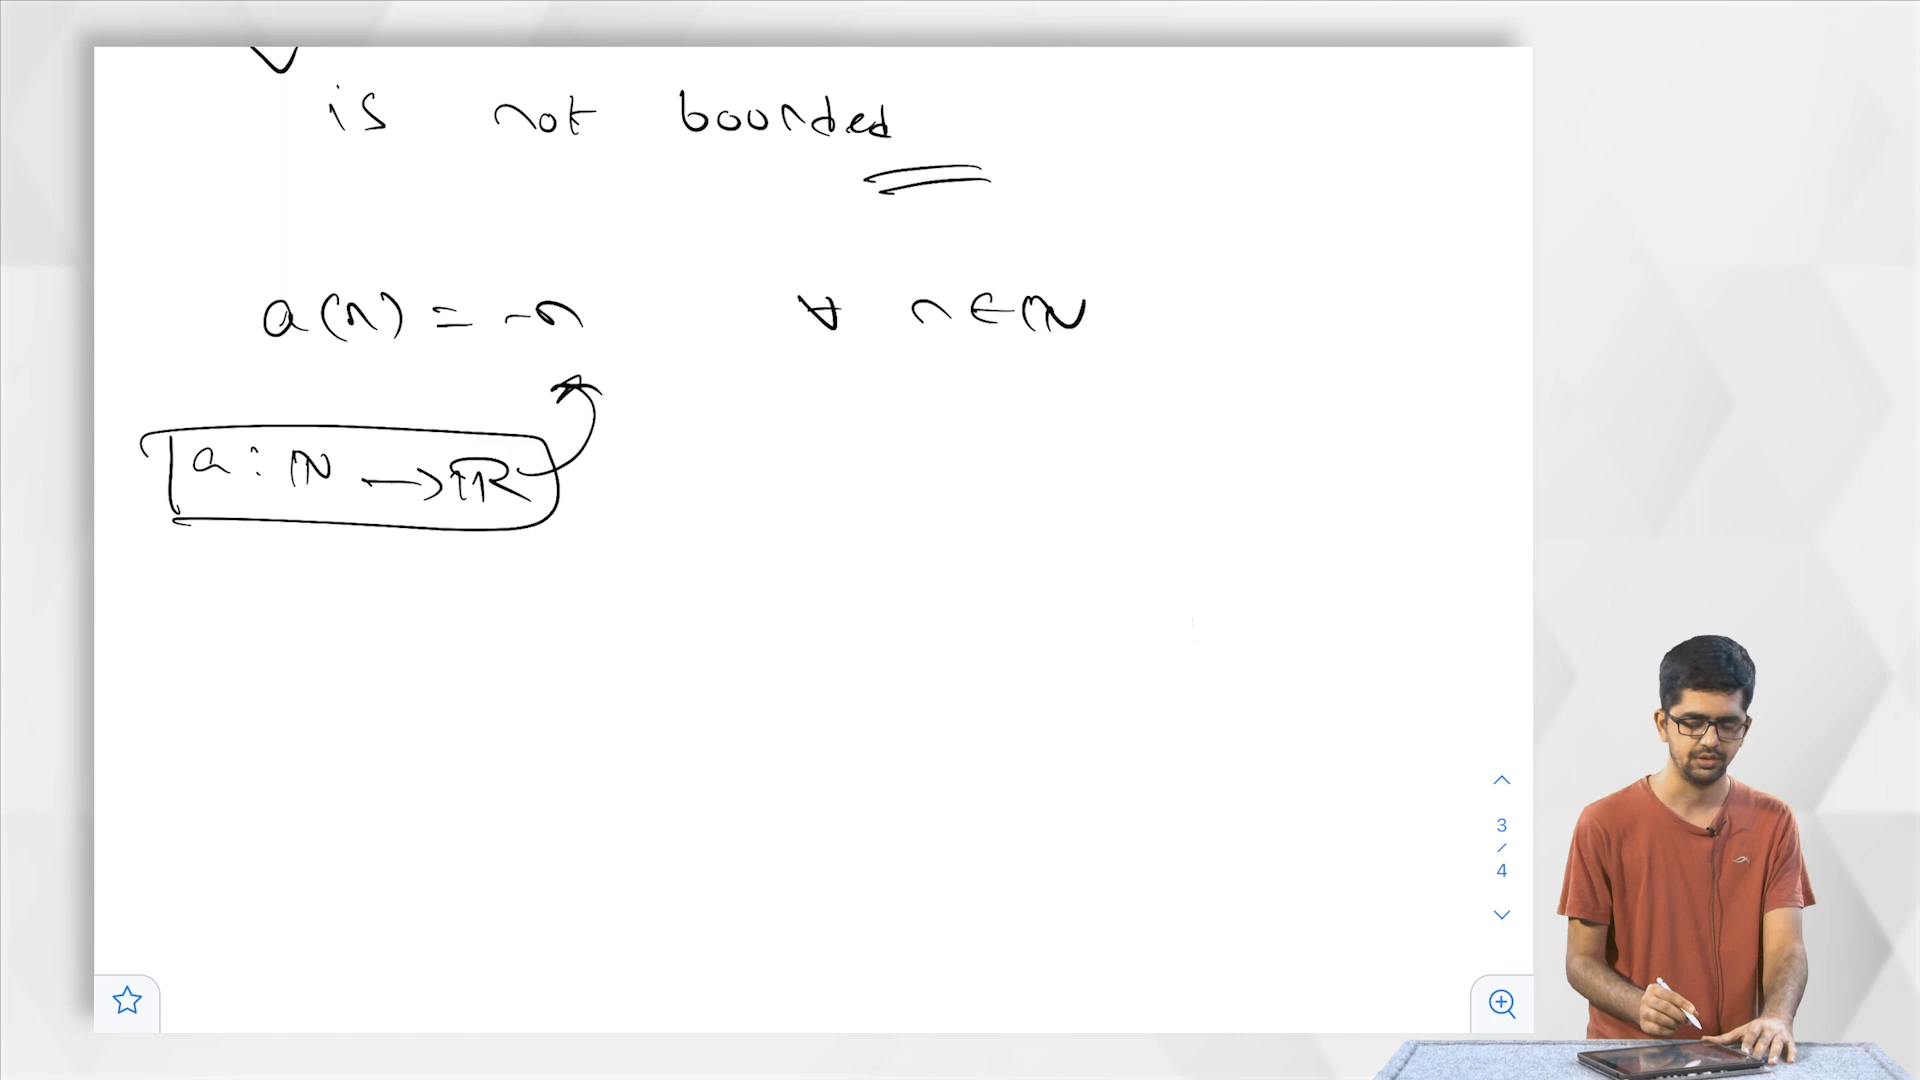 is not bounded
a(n) = -n ∀ n ∈ ℕ
a : ℕ → ℝ
3
/
4